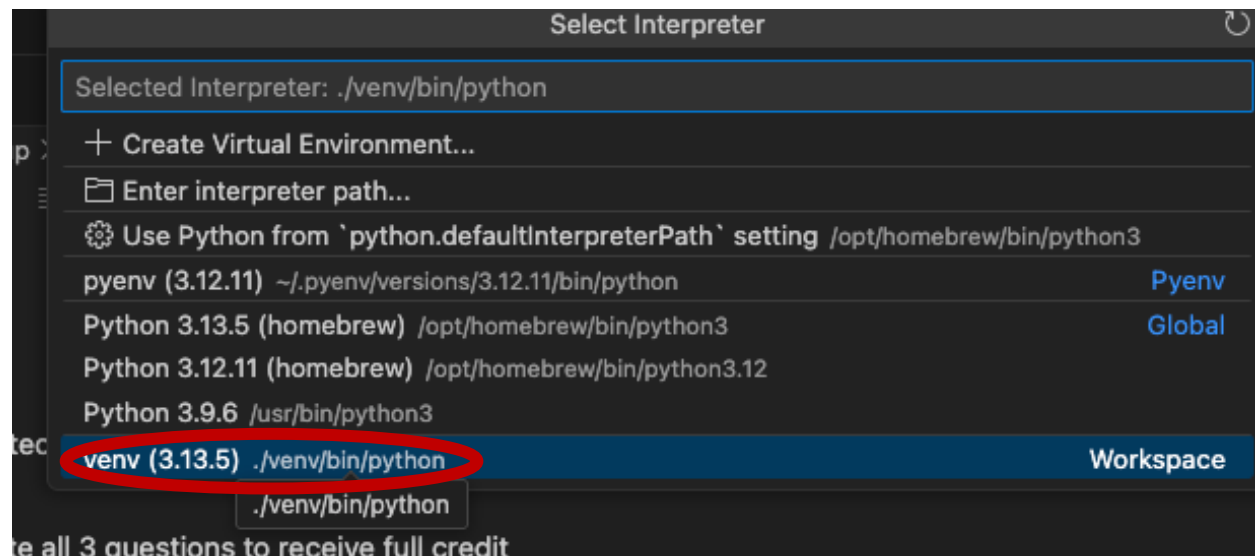 Select Interpreter
Selected Interpreter: ./venv/bin/python
p
Create Virtual Environment...
Enter interpreter path...
Use Python from `python.defaultInterpreterPath` setting /opt/homebrew/bin/python3
pyenv (3.12.11) ~/.pyenv/versions/3.12.11/bin/python Pyenv
Python 3.13.5 (homebrew) /opt/homebrew/bin/python3 Global
Python 3.12.11 (homebrew) /opt/homebrew/bin/python3.12
Python 3.9.6 /usr/bin/python3
tec
venv (3.13.5) ./venv/bin/python Workspace
./venv/bin/python
te all 3 questions to receive full credit